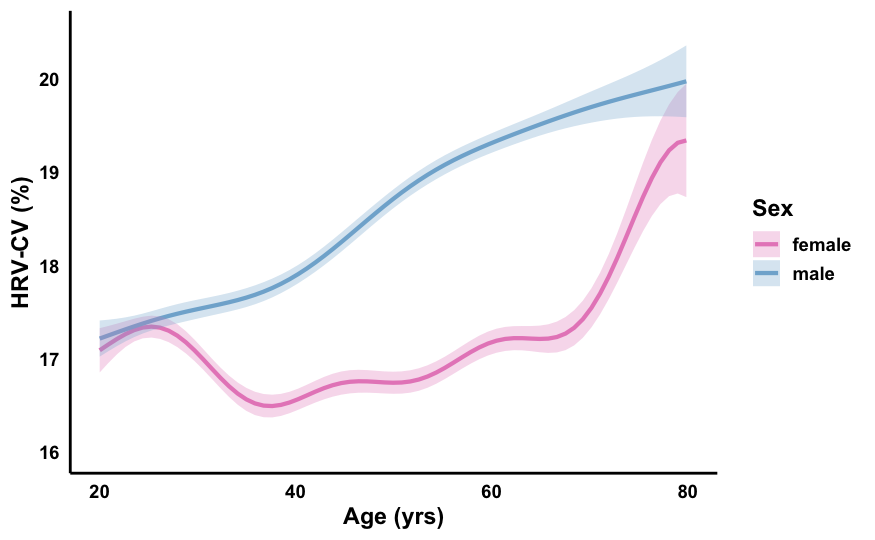 HRV-CV (%)
20
19
18
17
16
20 40 60 80
Age (yrs)
Sex
female
male